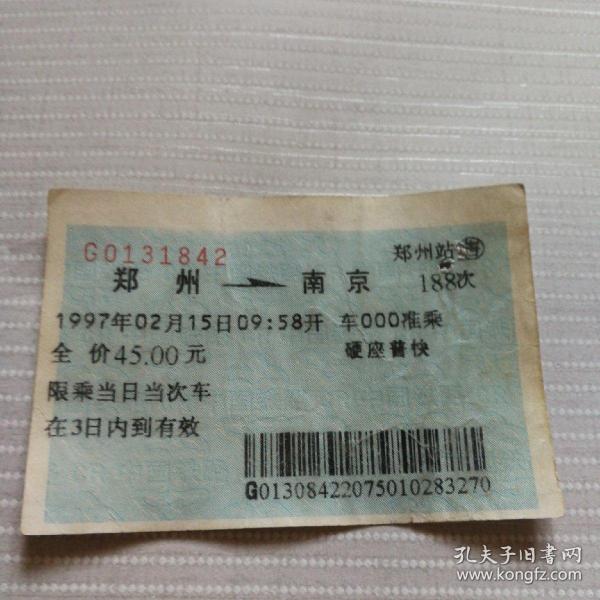 G0131842 郑州站售
郑州 南京 188次
1997年02月15日09:58开 车000准乘
全价45.00元 硬座普快
限乘当日当次车
在3日内到有效
G01308422075010283270
孔夫子旧書网
www.kongfz.com